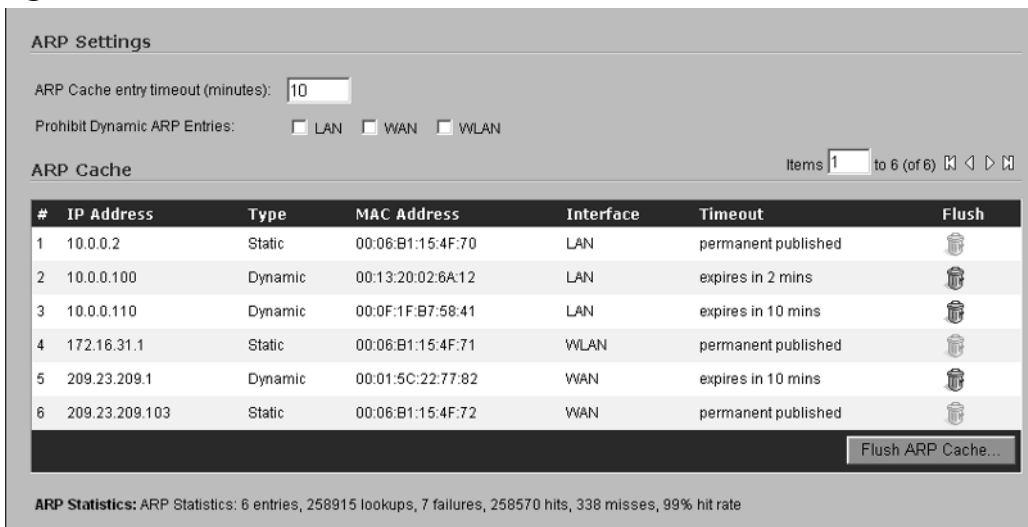 ARP Settings
ARP Cache entry timeout (minutes): 10
Prohibit Dynamic ARP Entries: LAN WAN WLAN
ARP Cache Items 1 to 6 (of 6)
# IP Address Type MAC Address Interface Timeout Flush
1 10.0.0.2 Static 00:06:B1:15:4F:70 LAN permanent published
2 10.0.0.100 Dynamic 00:13:20:02:6A:12 LAN expires in 2 mins
3 10.0.0.110 Dynamic 00:0F:1F:B7:58:41 LAN expires in 10 mins
4 172.16.31.1 Static 00:06:B1:15:4F:71 WLAN permanent published
5 209.23.209.1 Dynamic 00:01:5C:22:77:82 WAN expires in 10 mins
6 209.23.209.103 Static 00:06:B1:15:4F:72 WAN permanent published
Flush ARP Cache...
ARP Statistics: ARP Statistics: 6 entries, 258915 lookups, 7 failures, 258570 hits, 338 misses, 99% hit rate